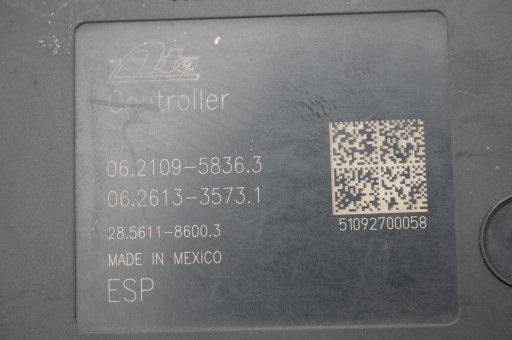 Ate
Controller
06.2109-5836.3
06.2613-3573.1
28.5611-8600.3
MADE IN MEXICO
ESP
51092700058